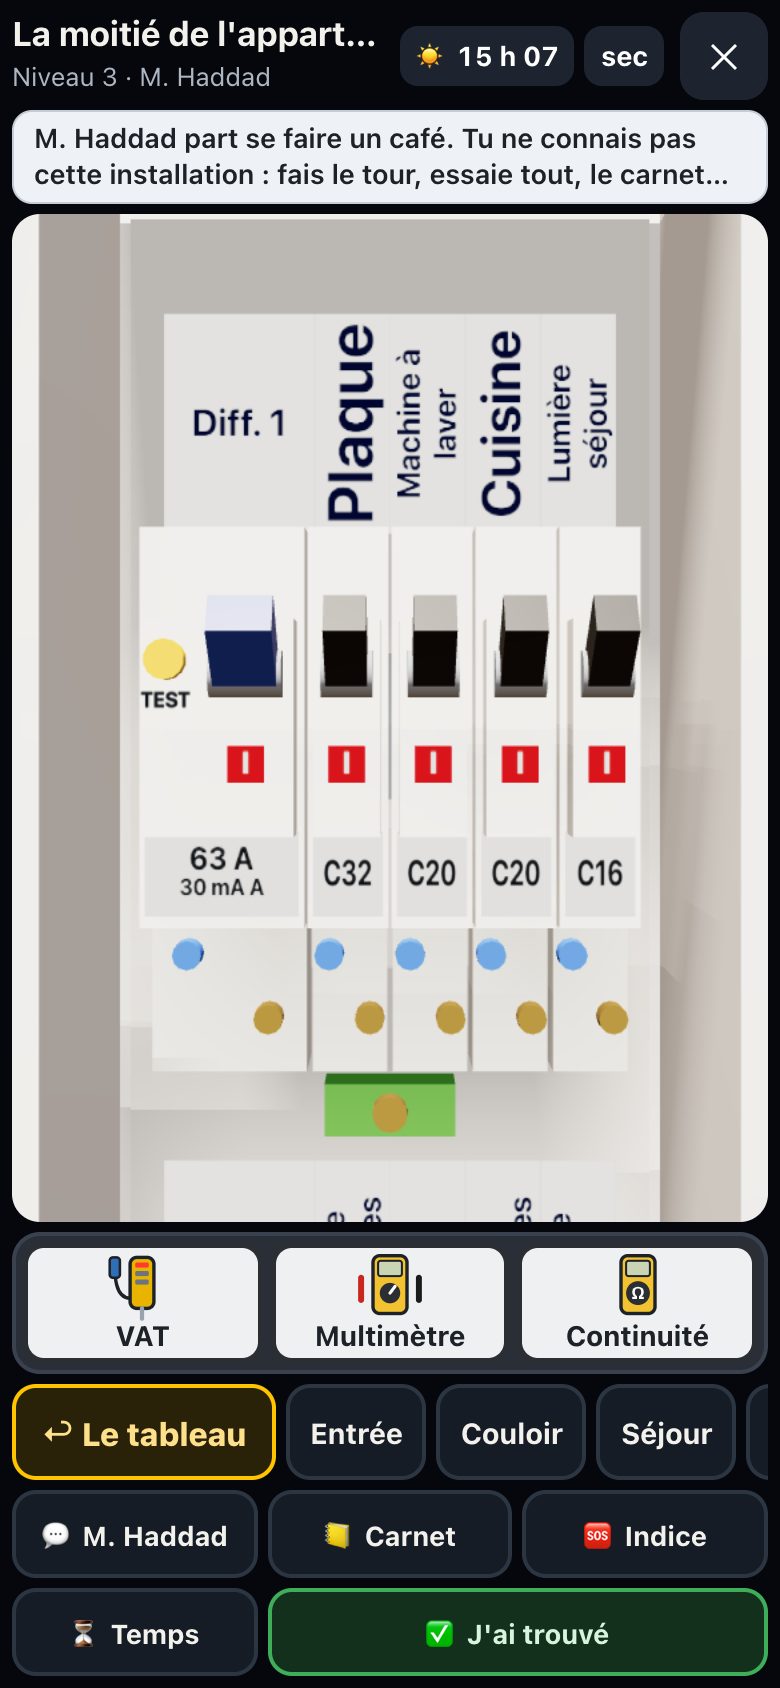 La moitié de l'appart...
Niveau 3 · M. Haddad
15 h 07
sec
M. Haddad part se faire un café. Tu ne connais pas
cette installation : fais le tour, essaie tout, le carnet...
Diff. 1
Plaque
Machine à
laver
Cuisine
Lumière
séjour
TEST
I
I
I
I
I
63 A
30 mA A
C32
C20
C20
C16
VAT
Multimètre
Ω
Continuité
Le tableau
Entrée
Couloir
Séjour
M. Haddad
Carnet
SOS
Indice
Temps
J'ai trouvé